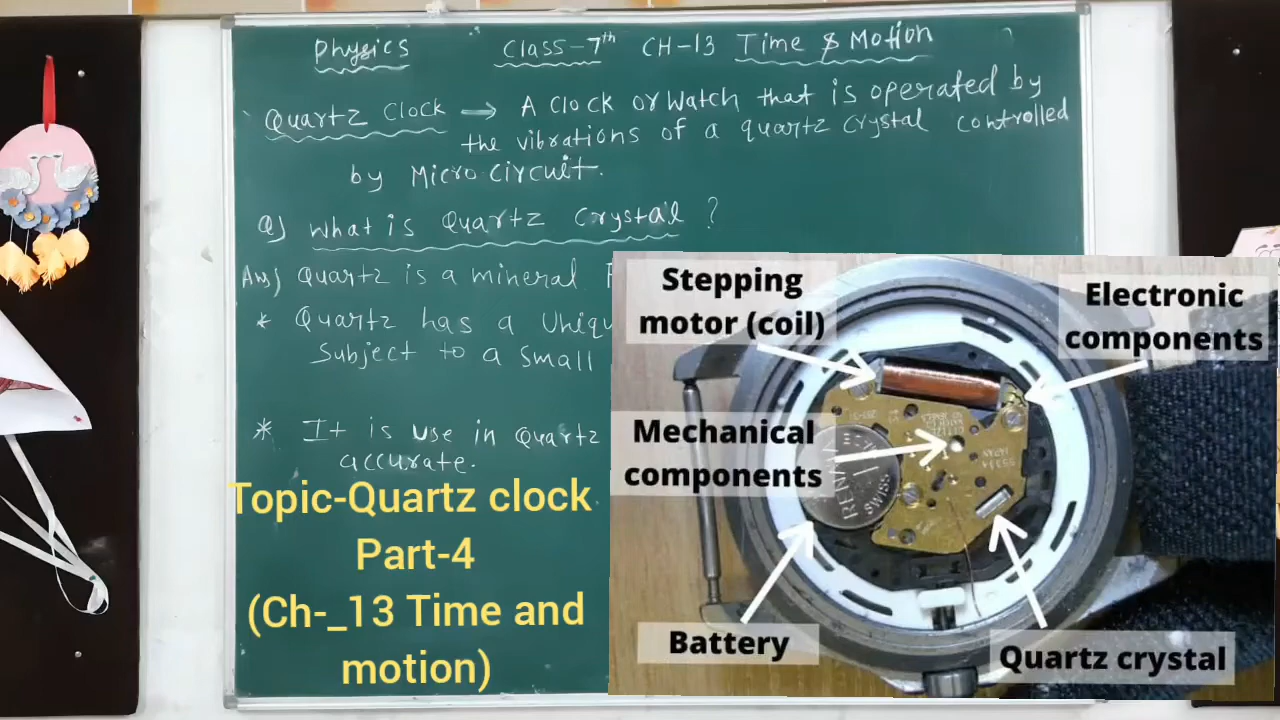 Physics Class-7th CH-13 Time & Motion
Quartz Clock → A Clock or Watch that is operated by
the vibrations of a quartz crystal controlled
by Micro circuit.
Q) What is Quartz Crystal ?
Ans) Quartz is a mineral
* Quartz has a
Subject to a Small
* It is use in Quartz
accurate.
Topic-Quartz clock
Part-4
(Ch-_13 Time and
motion)
Stepping
motor (coil)
Electronic
components
Mechanical
components
Battery
Quartz crystal
RENATA
SWISS
JAPAN